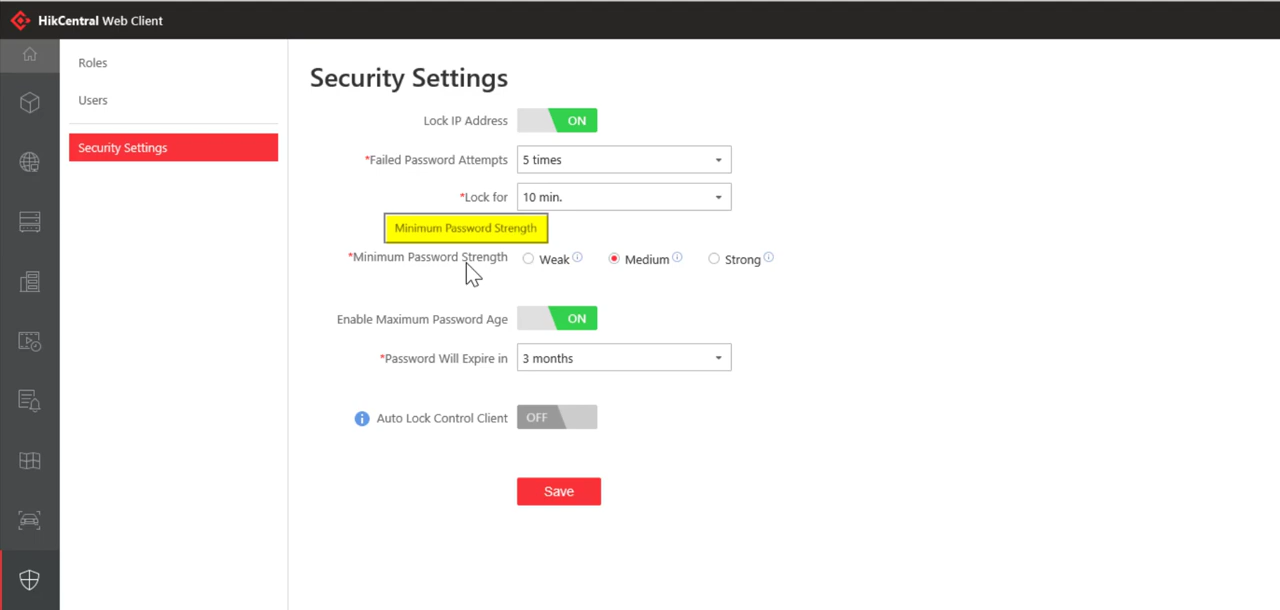 HikCentral Web Client
Roles
Users
Security Settings
Security Settings
Lock IP Address ON
*Failed Password Attempts 5 times
*Lock for 10 min.
Minimum Password Strength
*Minimum Password Strength Weak Medium Strong
Enable Maximum Password Age ON
*Password Will Expire in 3 months
Auto Lock Control Client OFF
Save